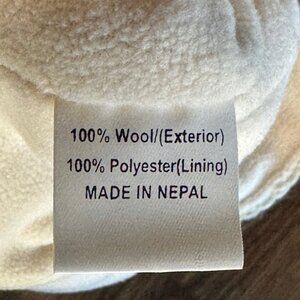 100% Wool/(Exterior)
100% Polyester(Lining)
MADE IN NEPAL